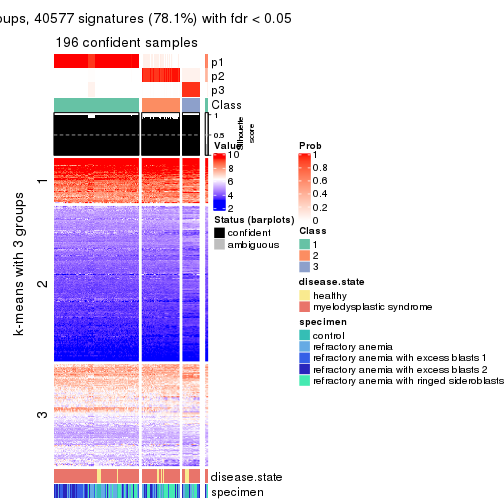 oups, 40577 signatures (78.1%) with fdr < 0.05
196 confident samples
p1
p2
p3
Class
1
0.5
0
Silhouette
score
k-means with 3 groups
1
2
3
Value
10
8
6
4
2
Status (barplots)
confident
ambiguous
Prob
1
0.8
0.6
0.4
0.2
0
Class
1
2
3
disease.state
healthy
myelodysplastic syndrome
specimen
control
refractory anemia
refractory anemia with excess blasts 1
refractory anemia with excess blasts 2
refractory anemia with ringed sideroblasts
disease.state
specimen